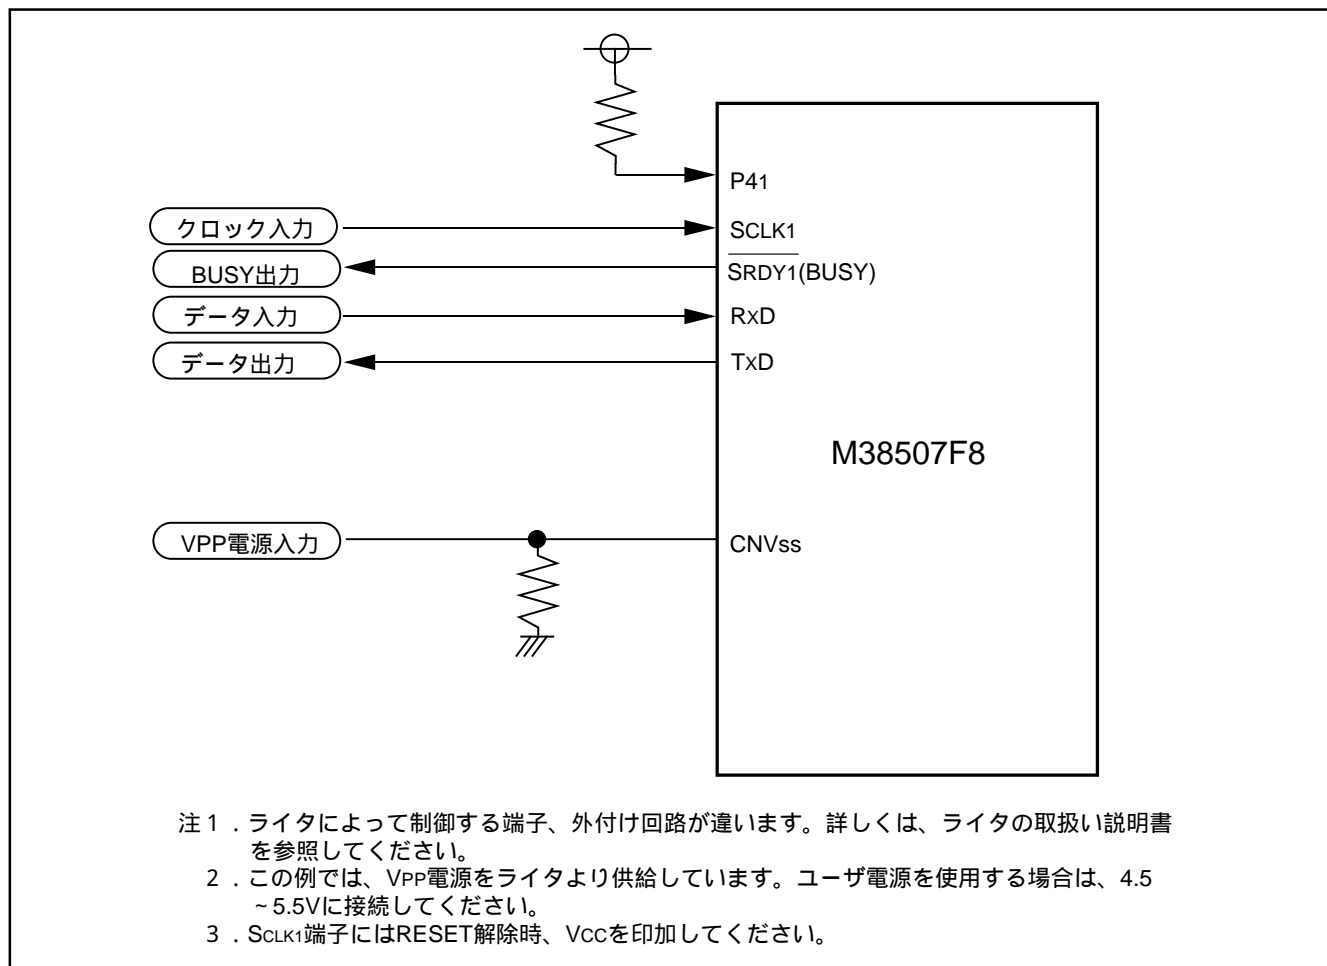 P41
クロック入力
SCLK1
BUSY出力
SRDY1(BUSY)
データ入力
RxD
データ出力
TxD
M38507F8
VPP電源入力
CNVss
注1．ライタによって制御する端子、外付け回路が違います。詳しくは、ライタの取扱い説明書
を参照してください。
2．この例では、VPP電源をライタより供給しています。ユーザ電源を使用する場合は、4.5
~5.5Vに接続してください。
3．SCLK1端子にはRESET解除時、VCCを印加してください。